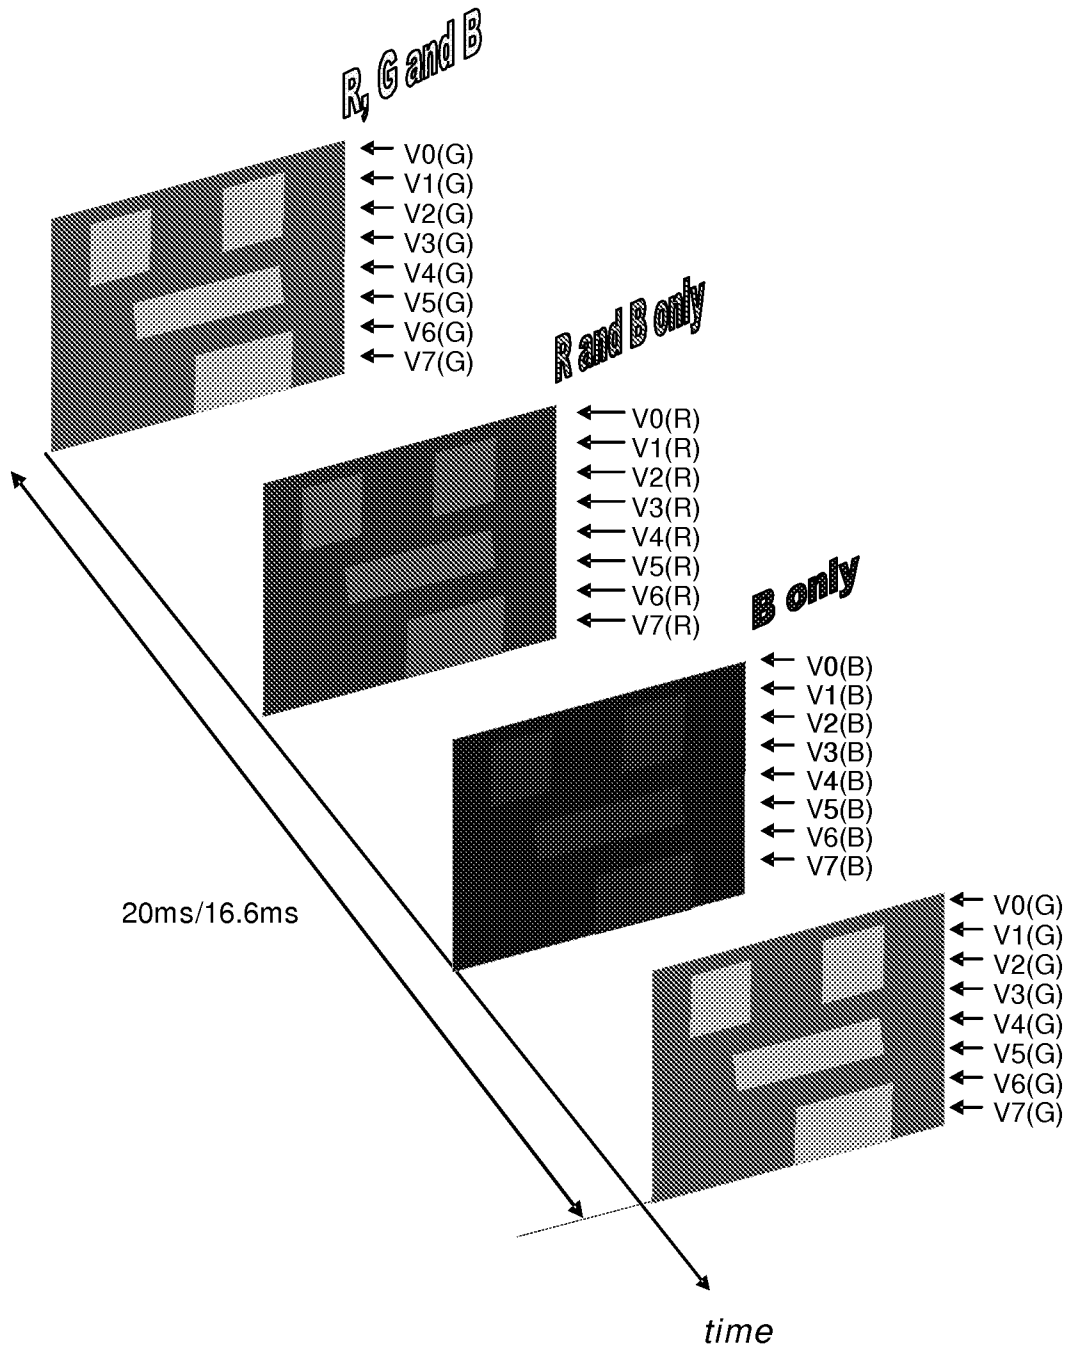 R, G and B
V0(G)
V1(G)
V2(G)
V3(G)
V4(G)
V5(G)
V6(G)
V7(G)
R and B only
V0(R)
V1(R)
V2(R)
V3(R)
V4(R)
V5(R)
V6(R)
V7(R)
B only
V0(B)
V1(B)
V2(B)
V3(B)
V4(B)
V5(B)
V6(B)
V7(B)
20ms/16.6ms
V0(G)
V1(G)
V2(G)
V3(G)
V4(G)
V5(G)
V6(G)
V7(G)
time